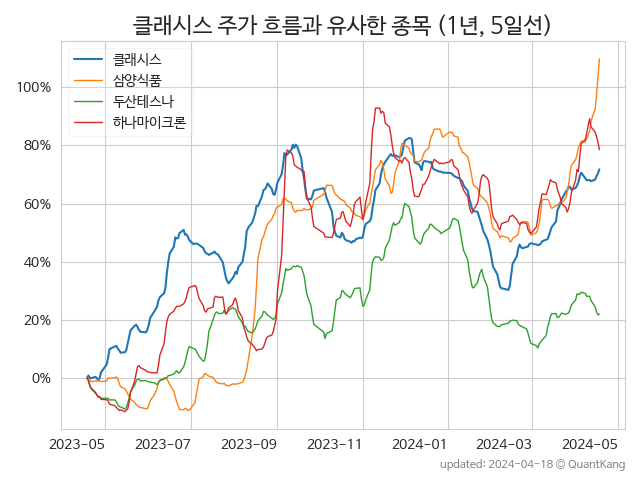 클래시스 주가 흐름과 유사한 종목 (1년, 5일선)
클래시스
삼양식품
두산테스나
하나마이크론
100%
80%
60%
40%
20%
0%
2023-05 2023-07 2023-09 2023-11 2024-01 2024-03 2024-05
updated: 2024-04-18 © QuantKang